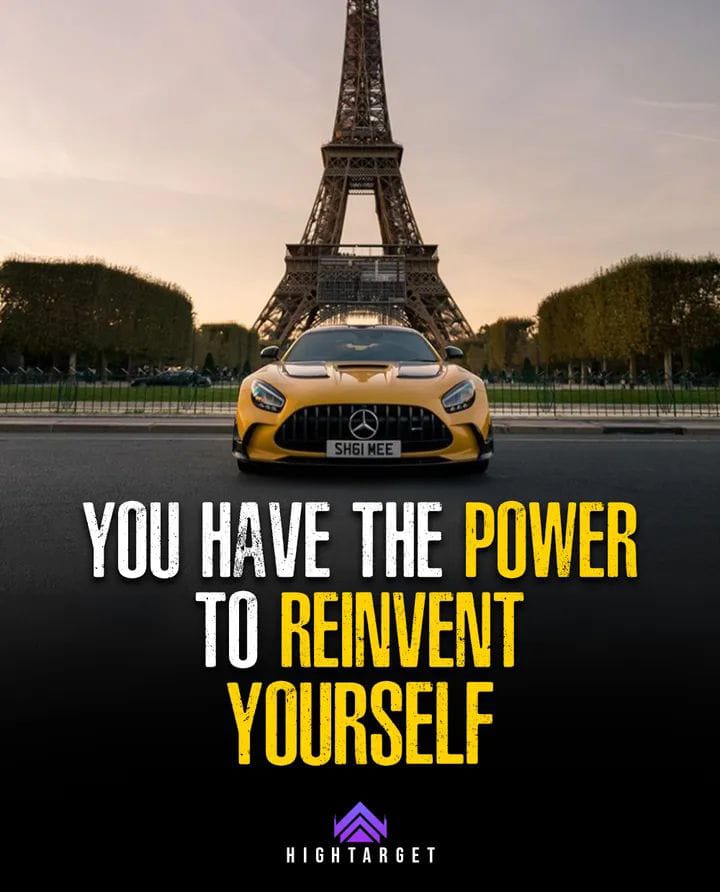 SH61 MEE
YOU HAVE THE POWER
TO REINVENT
YOURSELF
HIGHTARGET